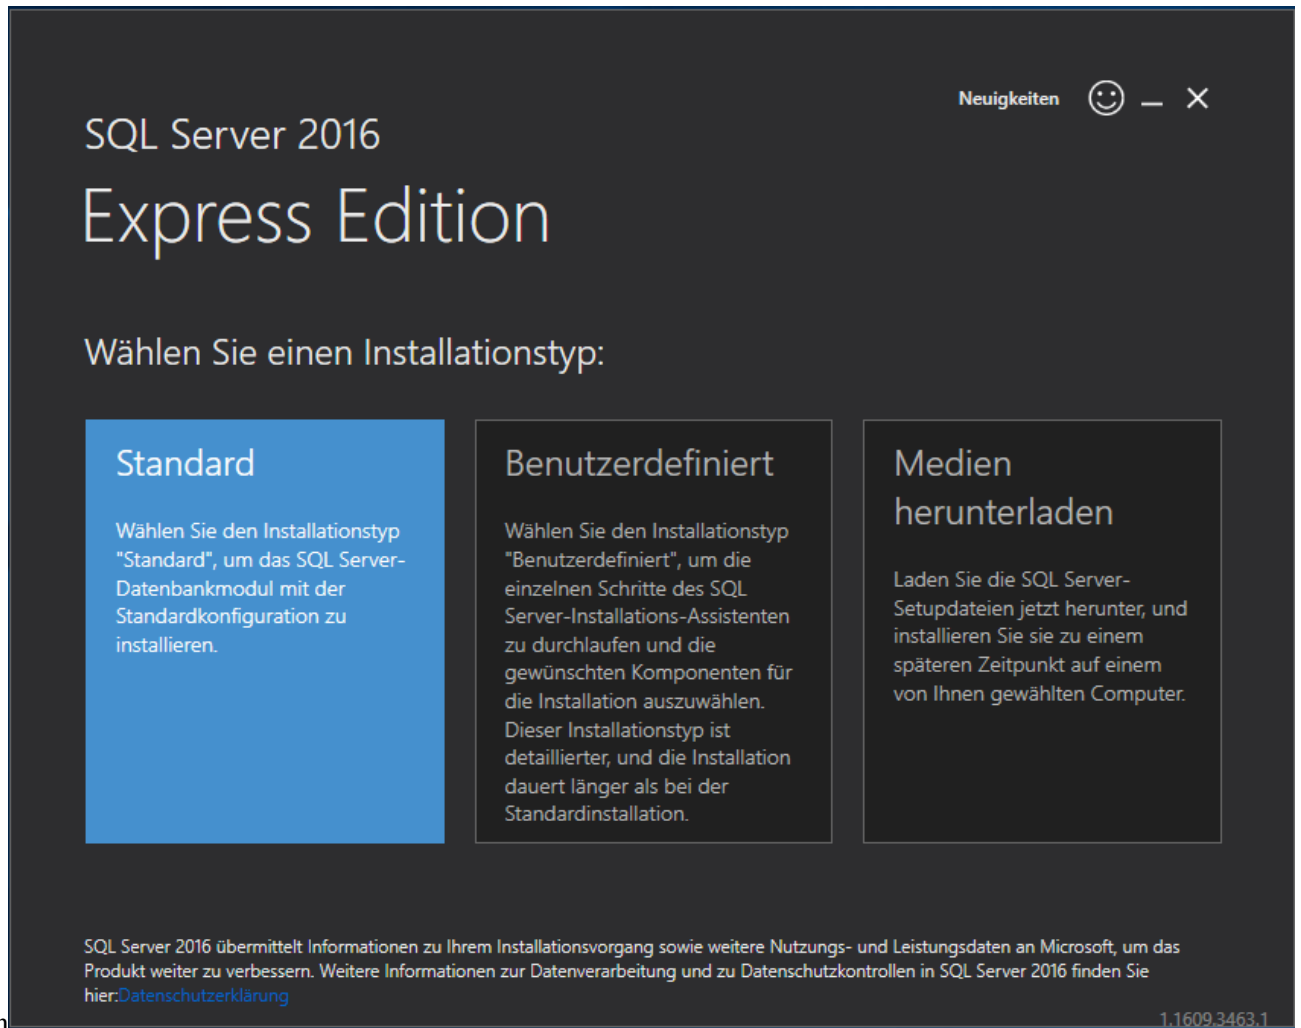 Neuigkeiten
SQL Server 2016
Express Edition
Wählen Sie einen Installationstyp:
Standard
Wählen Sie den Installationstyp
"Standard", um das SQL Server-
Datenbankmodul mit der
Standardkonfiguration zu
installieren.
Benutzerdefiniert
Wählen Sie den Installationstyp
"Benutzerdefiniert", um die
einzelnen Schritte des SQL
Server-Installations-Assistenten
zu durchlaufen und die
gewünschten Komponenten für
die Installation auszuwählen.
Dieser Installationstyp ist
detaillierter, und die Installation
dauert länger als bei der
Standardinstallation.
Medien
herunterladen
Laden Sie die SQL Server-
Setupdateien jetzt herunter, und
installieren Sie sie zu einem
späteren Zeitpunkt auf einem
von Ihnen gewählten Computer.
SQL Server 2016 übermittelt Informationen zu Ihrem Installationsvorgang sowie weitere Nutzungs- und Leistungsdaten an Microsoft, um das
Produkt weiter zu verbessern. Weitere Informationen zur Datenverarbeitung und zu Datenschutzkontrollen in SQL Server 2016 finden Sie
hier:Datenschutzerklärung
1.1609.3463.1